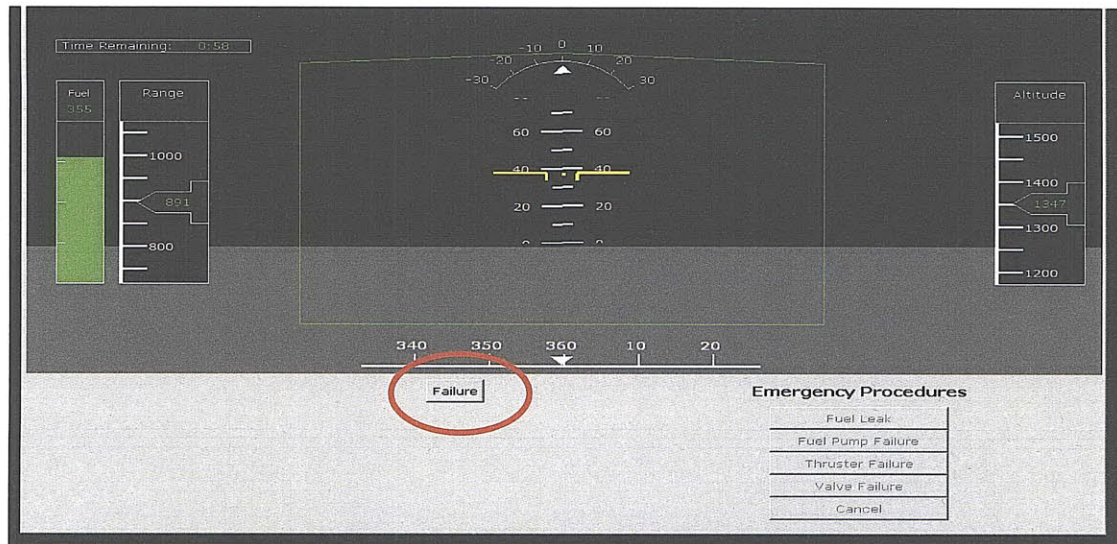 Time Remaining: 0:58
-30 -20 -10 0 10 20 30
Fuel
355
Range
1000
891
800
60 60
40 40
20 20
0 0
Altitude
1500
1400
1347
1300
1200
340 350 360 10 20
Failure
Emergency Procedures
Fuel Leak
Fuel Pump Failure
Thruster Failure
Valve Failure
Cancel